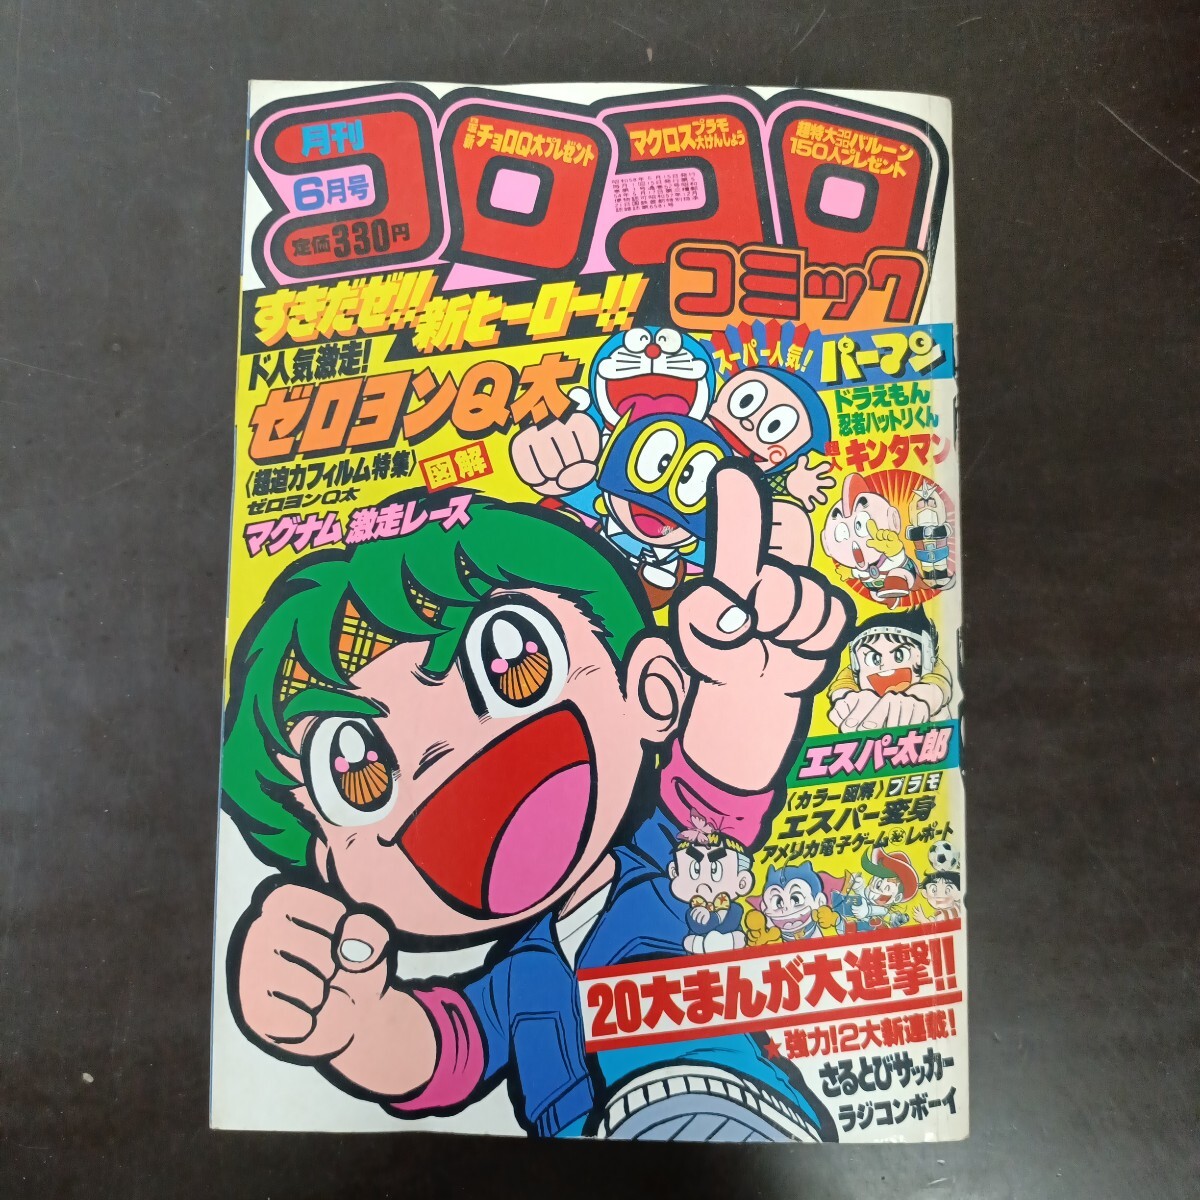 月刊
コロコロ
コミック
6月号
定価330円
最新チョロQ大プレゼント
マクロスプラモ大けんしょう
超特大コロコロバルーン
150人プレゼント
すきだぜ!!新ヒーロー!!
ド人気激走!
ゼロヨンQ太
〈超迫力フィルム特集〉
ゼロヨンQ太
図解
マグナム激走レース
スーパー人気!
パーマン
ドラえもん
忍者ハットリくん
超人キンタマン
エスパー太郎
〈カラー図解〉プラモ
エスパー変身
アメリカ電子ゲーム㊙レポート
20大まんが大進撃!!
★強力!2大新連載!
さるとびサッカー
ラジコンボーイ